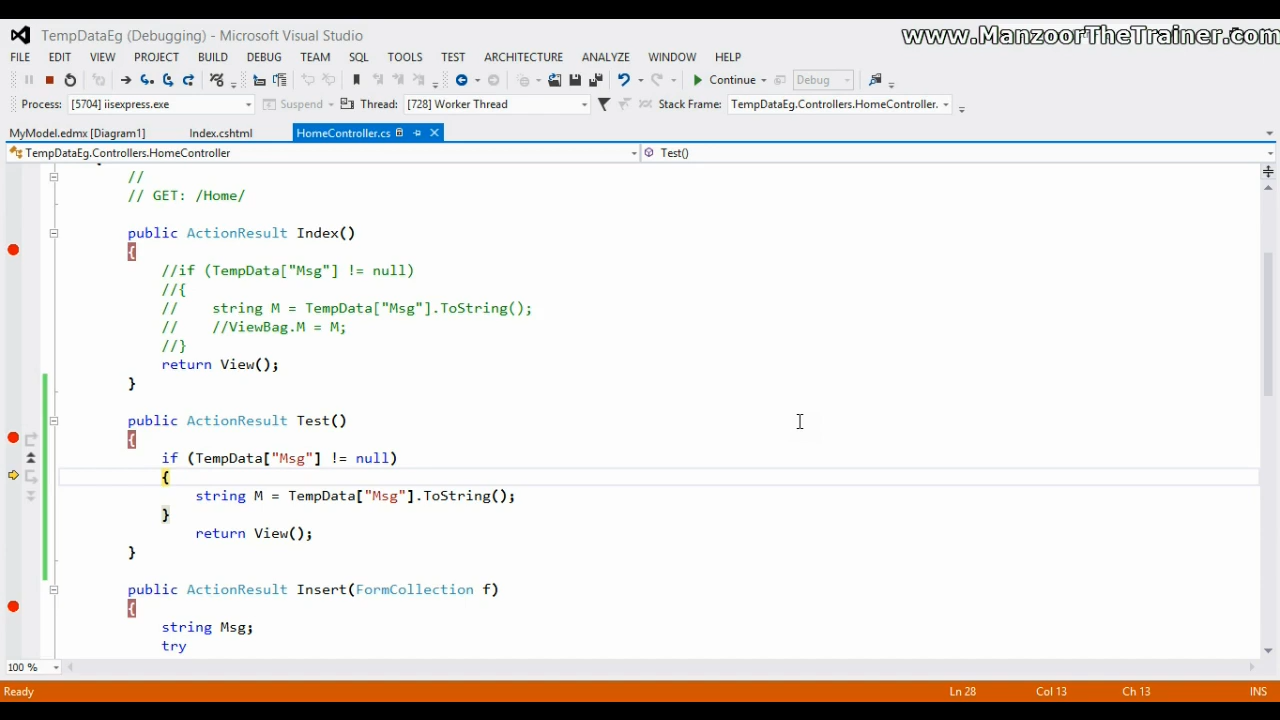 www.ManzoorTheTrainer.com
TempDataEg (Debugging) - Microsoft Visual Studio
FILE EDIT VIEW PROJECT BUILD DEBUG TEAM SQL TOOLS TEST ARCHITECTURE ANALYZE WINDOW HELP
Continue Debug
Process: [5704] iisexpress.exe Suspend Thread: [728] Worker Thread Stack Frame: TempDataEg.Controllers.HomeController.
MyModel.edmx [Diagram1] Index.cshtml HomeController.cs
TempDataEg.Controllers.HomeController Test()
//
// GET: /Home/
public ActionResult Index()
{
//if (TempData["Msg"] != null)
//{
// string M = TempData["Msg"].ToString();
// //ViewBag.M = M;
//}
return View();
}
public ActionResult Test()
{
if (TempData["Msg"] != null)
{
string M = TempData["Msg"].ToString();
}
return View();
}
public ActionResult Insert(FormCollection f)
{
string Msg;
try
100 %
Ready Ln 28 Col 13 Ch 13 INS